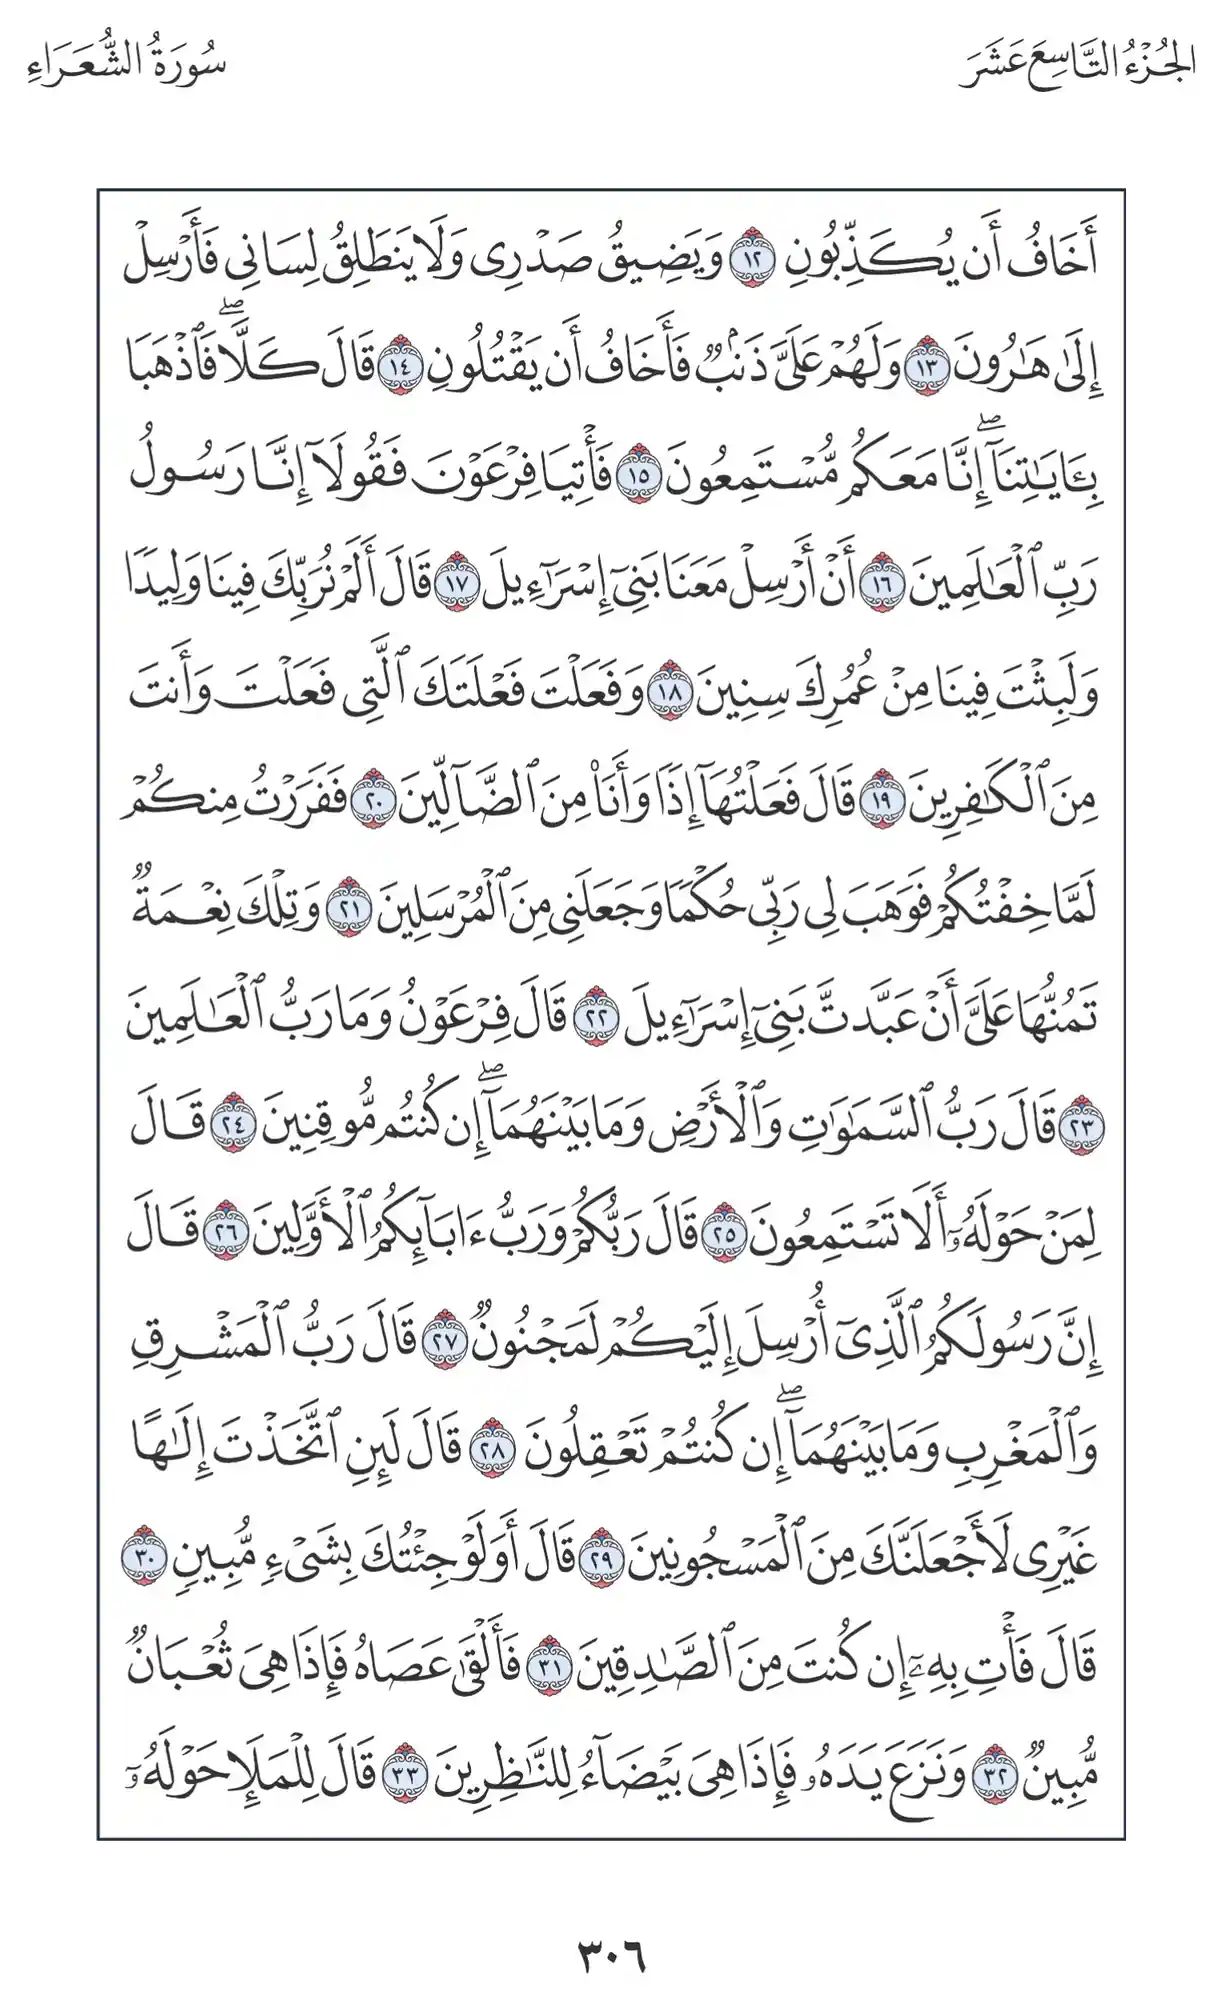 الجُزْءُ التَّاسِعَ عَشَرَ
سُورَةُ الشُّعَرَاءِ
أَخَافُ أَن يُكَذِّبُونِ ١٢ وَيَضِيقُ صَدْرِى وَلَا يَنطَلِقُ لِسَانِى فَأَرْسِلْ
إِلَىٰ هَـٰرُونَ ١٣ وَلَهُمْ عَلَىَّ ذَنۢبٌ فَأَخَافُ أَن يَقْتُلُونِ ١٤ قَالَ كَلَّاۖ فَٱذْهَبَا
بِـَٔايَـٰتِنَآۖ إِنَّا مَعَكُم مُّسْتَمِعُونَ ١٥ فَأْتِيَا فِرْعَوْنَ فَقُولَآ إِنَّا رَسُولُ
رَبِّ ٱلْعَـٰلَمِينَ ١٦ أَنْ أَرْسِلْ مَعَنَا بَنِىٓ إِسْرَٰٓءِيلَ ١٧ قَالَ أَلَمْ نُرَبِّكَ فِينَا وَلِيدًا
وَلَبِثْتَ فِينَا مِنْ عُمُرِكَ سِنِينَ ١٨ وَفَعَلْتَ فَعْلَتَكَ ٱلَّتِى فَعَلْتَ وَأَنتَ
مِنَ ٱلْكَـٰفِرِينَ ١٩ قَالَ فَعَلْتُهَآ إِذًا وَأَنَا۠ مِنَ ٱلضَّآلِّينَ ٢٠ فَفَرَرْتُ مِنكُمْ
لَمَّا خِفْتُكُمْ فَوَهَبَ لِى رَبِّى حُكْمًا وَجَعَلَنِى مِنَ ٱلْمُرْسَلِينَ ٢١ وَتِلْكَ نِعْمَةٌ
تَمُنُّهَا عَلَىَّ أَنْ عَبَّدتَّ بَنِىٓ إِسْرَٰٓءِيلَ ٢٢ قَالَ فِرْعَوْنُ وَمَا رَبُّ ٱلْعَـٰلَمِينَ
٢٣ قَالَ رَبُّ ٱلسَّمَـٰوَٰتِ وَٱلْأَرْضِ وَمَا بَيْنَهُمَآۖ إِن كُنتُم مُّوقِنِينَ ٢٤ قَالَ
لِمَنْ حَوْلَهُۥٓ أَلَا تَسْتَمِعُونَ ٢٥ قَالَ رَبُّكُمْ وَرَبُّ ءَابَآئِكُمُ ٱلْأَوَّلِينَ ٢٦ قَالَ
إِنَّ رَسُولَكُمُ ٱلَّذِىٓ أُرْسِلَ إِلَيْكُمْ لَمَجْنُونٌ ٢٧ قَالَ رَبُّ ٱلْمَشْرِقِ
وَٱلْمَغْرِبِ وَمَا بَيْنَهُمَآۖ إِن كُنتُمْ تَعْقِلُونَ ٢٨ قَالَ لَئِنِ ٱتَّخَذْتَ إِلَـٰهًا
غَيْرِى لَأَجْعَلَنَّكَ مِنَ ٱلْمَسْجُونِينَ ٢٩ قَالَ أَوَلَوْ جِئْتُكَ بِشَىْءٍ مُّبِينٍ ٣٠
قَالَ فَأْتِ بِهِۦٓ إِن كُنتَ مِنَ ٱلصَّـٰدِقِينَ ٣١ فَأَلْقَىٰ عَصَاهُ فَإِذَا هِىَ ثُعْبَانٌ
مُّبِينٌ ٣٢ وَنَزَعَ يَدَهُۥ فَإِذَا هِىَ بَيْضَآءُ لِلنَّـٰظِرِينَ ٣٣ قَالَ لِلْمَلَإِ حَوْلَهُۥٓ
٣٠٦